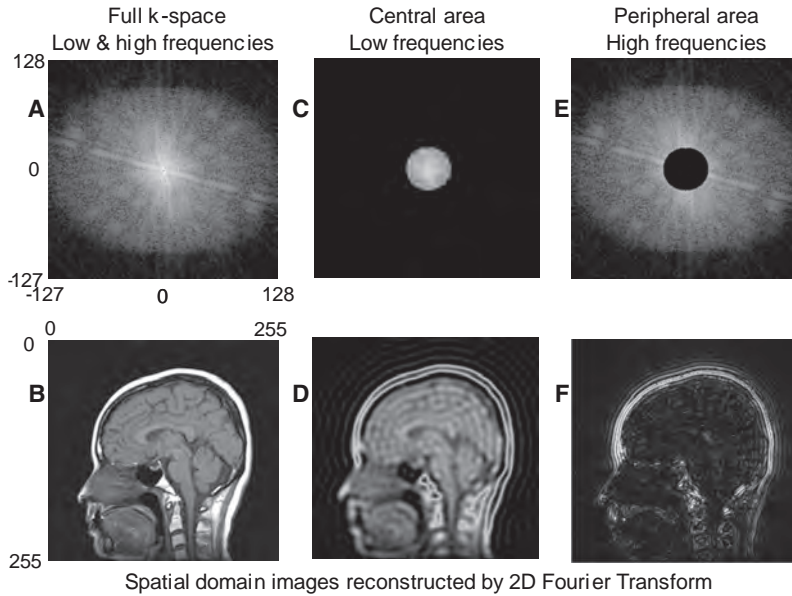 Full k-space
Low & high frequencies
Central area
Low frequencies
Peripheral area
High frequencies
128
A
C
E
0
-127
-127
0
128
0
255
0
B
D
F
255
Spatial domain images reconstructed by 2D Fourier Transform